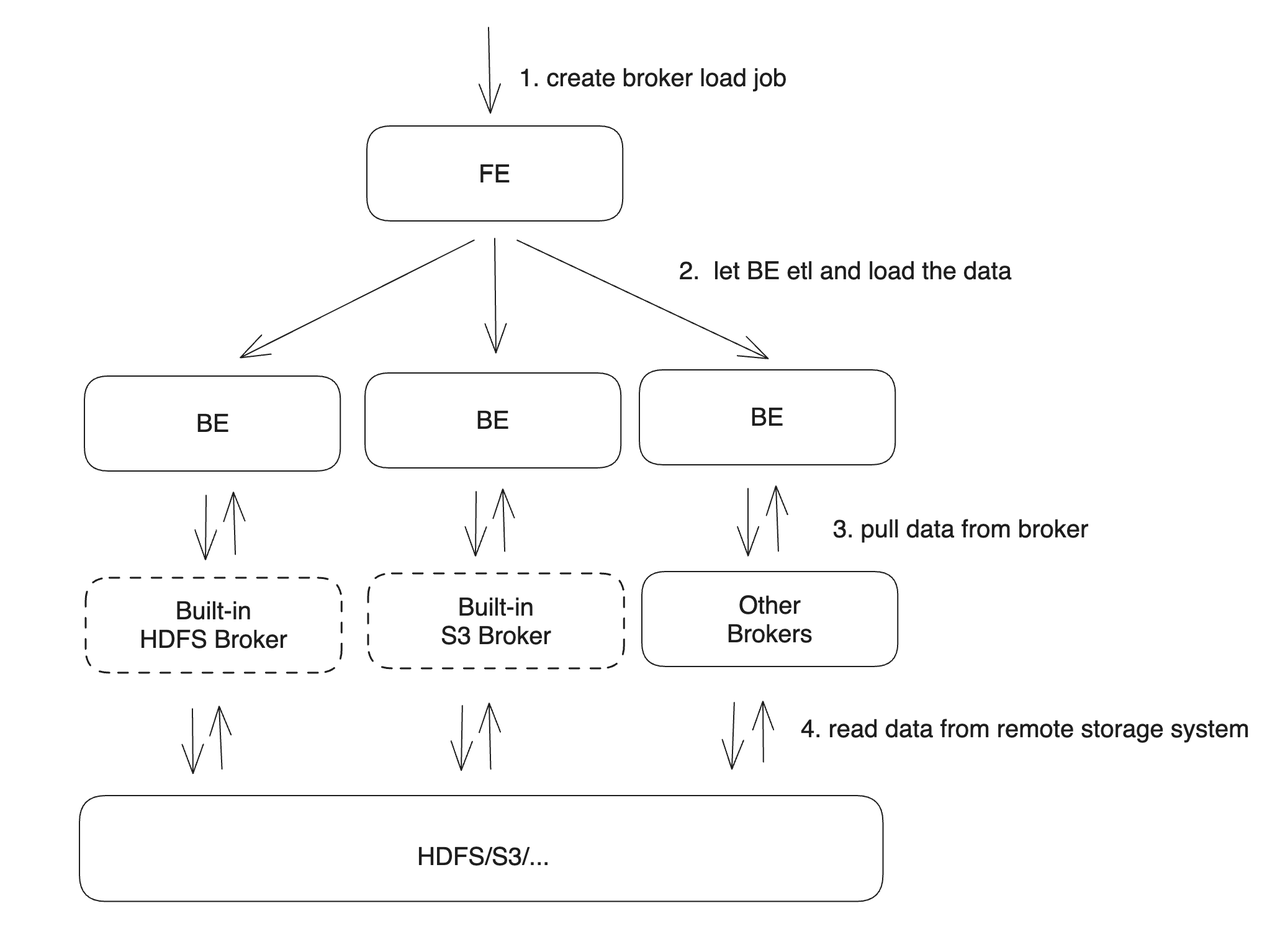 1. create broker load job
FE
2. let BE etl and load the data
BE
BE
BE
3. pull data from broker
Built-in
HDFS Broker
Built-in
S3 Broker
Other
Brokers
4. read data from remote storage system
HDFS/S3/...